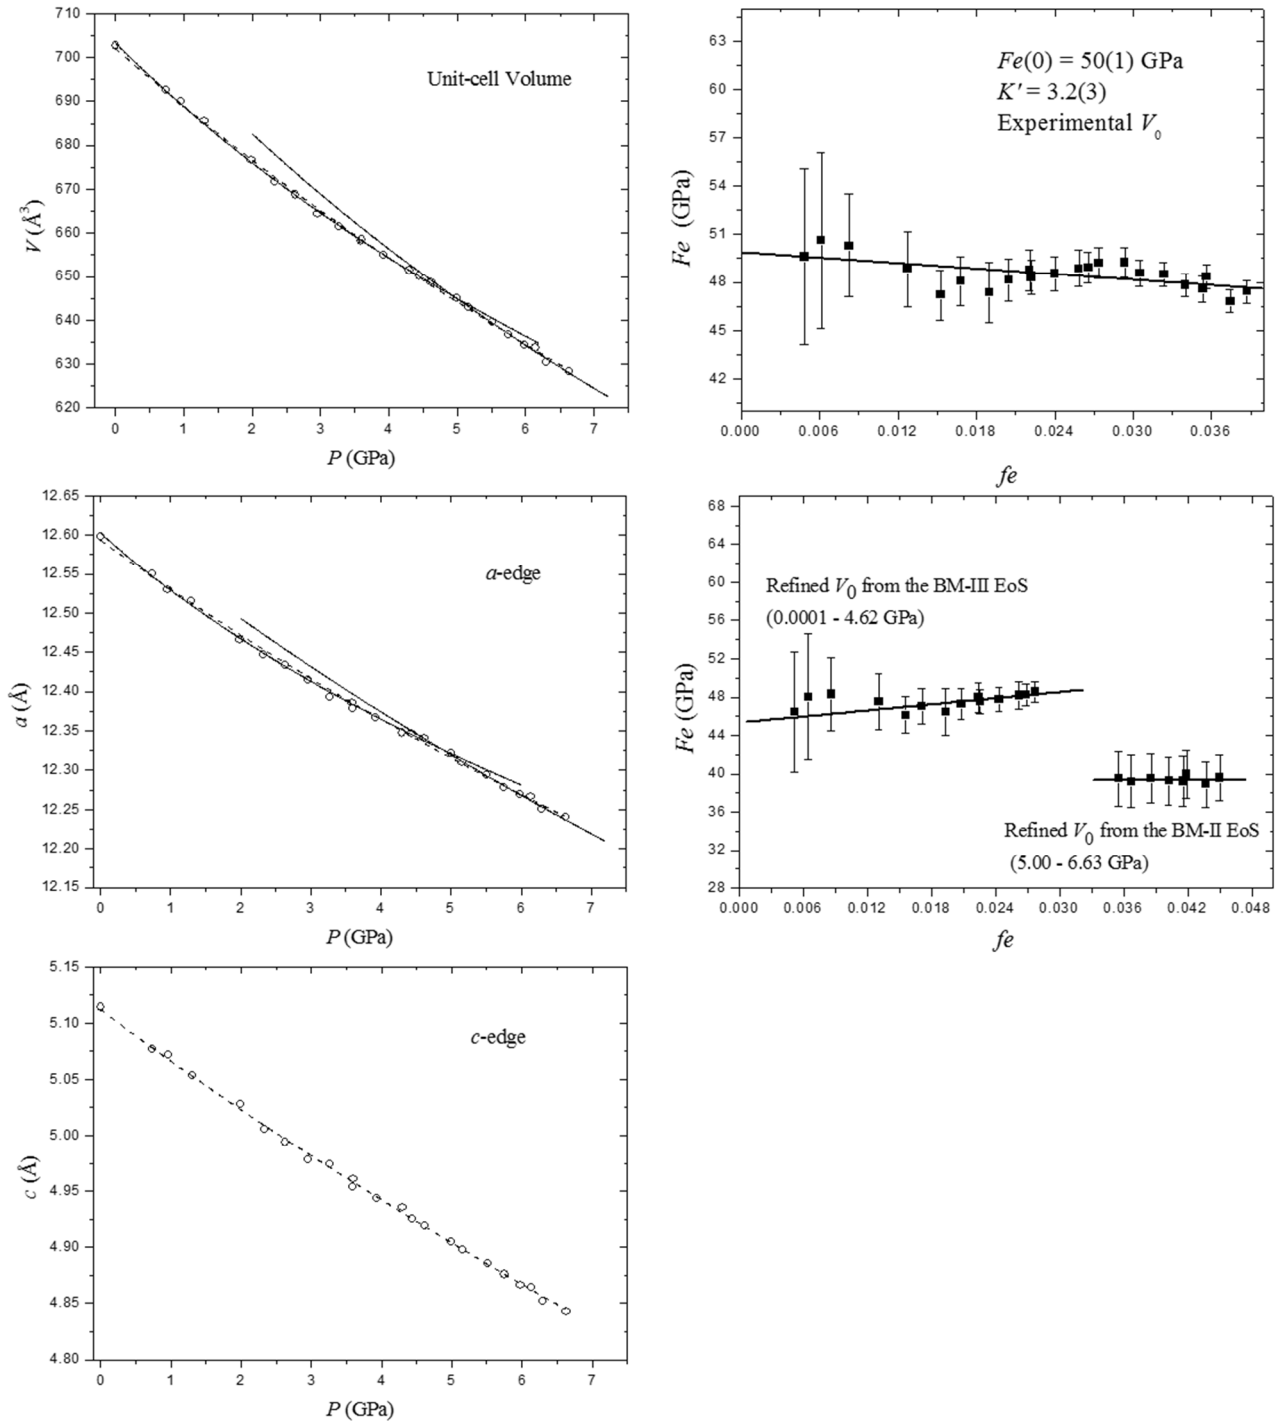 710
700
690
680
670
660
650
640
630
620
V (Å³)
Unit-cell Volume
0 1 2 3 4 5 6 7
P (GPa)
63
60
57
54
51
48
45
42
Fe (GPa)
Fe(0) = 50(1) GPa
K' = 3.2(3)
Experimental V₀
0.000 0.006 0.012 0.018 0.024 0.030 0.036
fe
12.65
12.60
12.55
12.50
12.45
12.40
12.35
12.30
12.25
12.20
12.15
a (Å)
a-edge
0 1 2 3 4 5 6 7
P (GPa)
68
64
60
56
52
48
44
40
36
32
28
Fe (GPa)
Refined V₀ from the BM-III EoS
(0.0001 - 4.62 GPa)
Refined V₀ from the BM-II EoS
(5.00 - 6.63 GPa)
0.000 0.006 0.012 0.018 0.024 0.030 0.036 0.042 0.048
fe
5.15
5.10
5.05
5.00
4.95
4.90
4.85
4.80
c (Å)
c-edge
0 1 2 3 4 5 6 7
P (GPa)